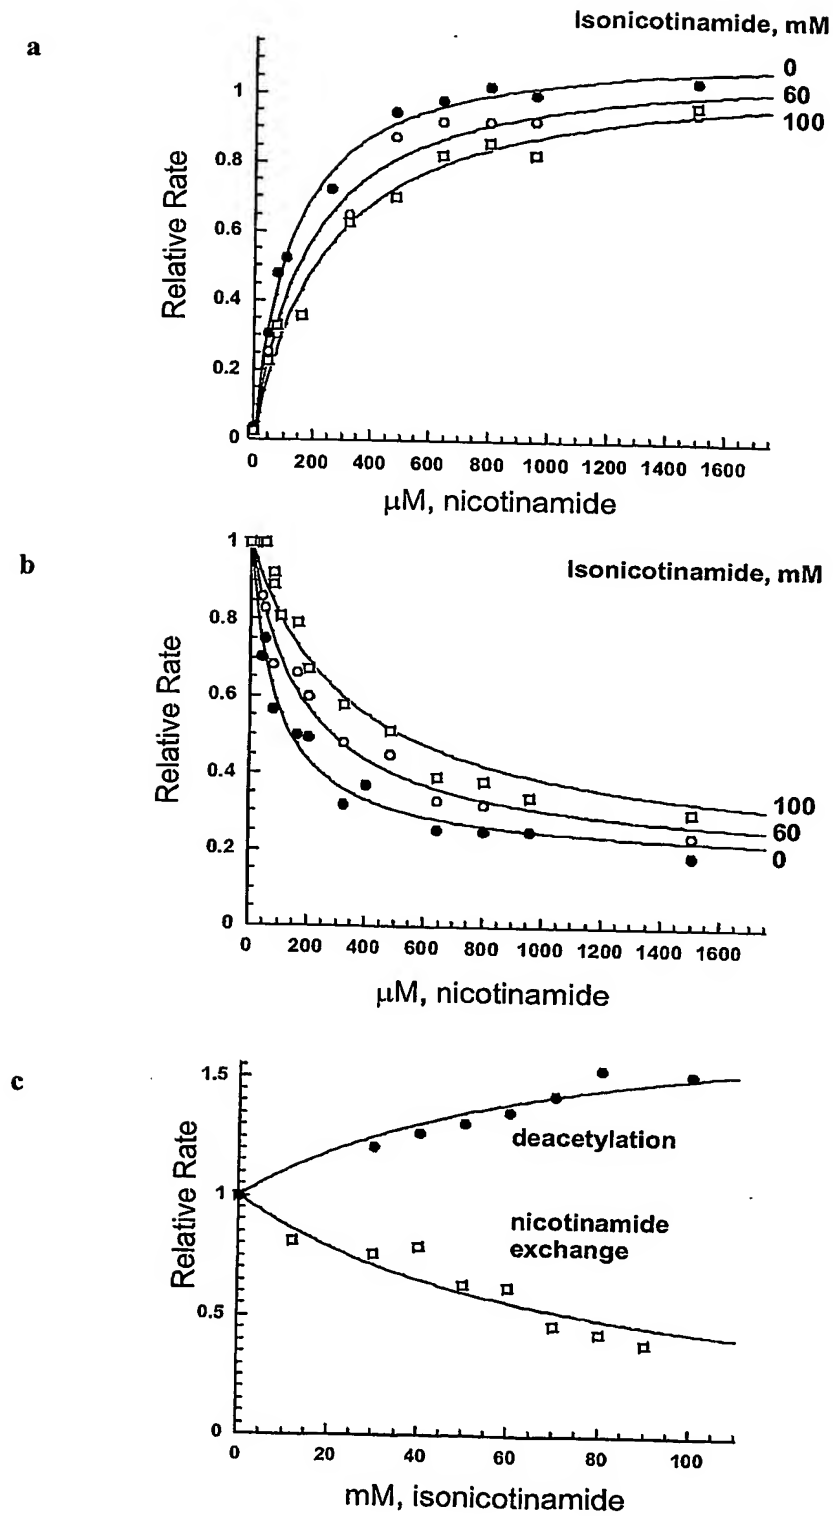 a
Isonicotinamide, mM
0
60
100
Relative Rate
1
0.8
0.6
0.4
0.2
0
0 200 400 600 800 1000 1200 1400 1600
μM, nicotinamide
b
Isonicotinamide, mM
Relative Rate
1
0.8
0.6
0.4
0.2
0
100
60
0
0 200 400 600 800 1000 1200 1400 1600
μM, nicotinamide
c
Relative Rate
1.5
1
0.5
0
deacetylation
nicotinamide
exchange
0 20 40 60 80 100
mM, isonicotinamide